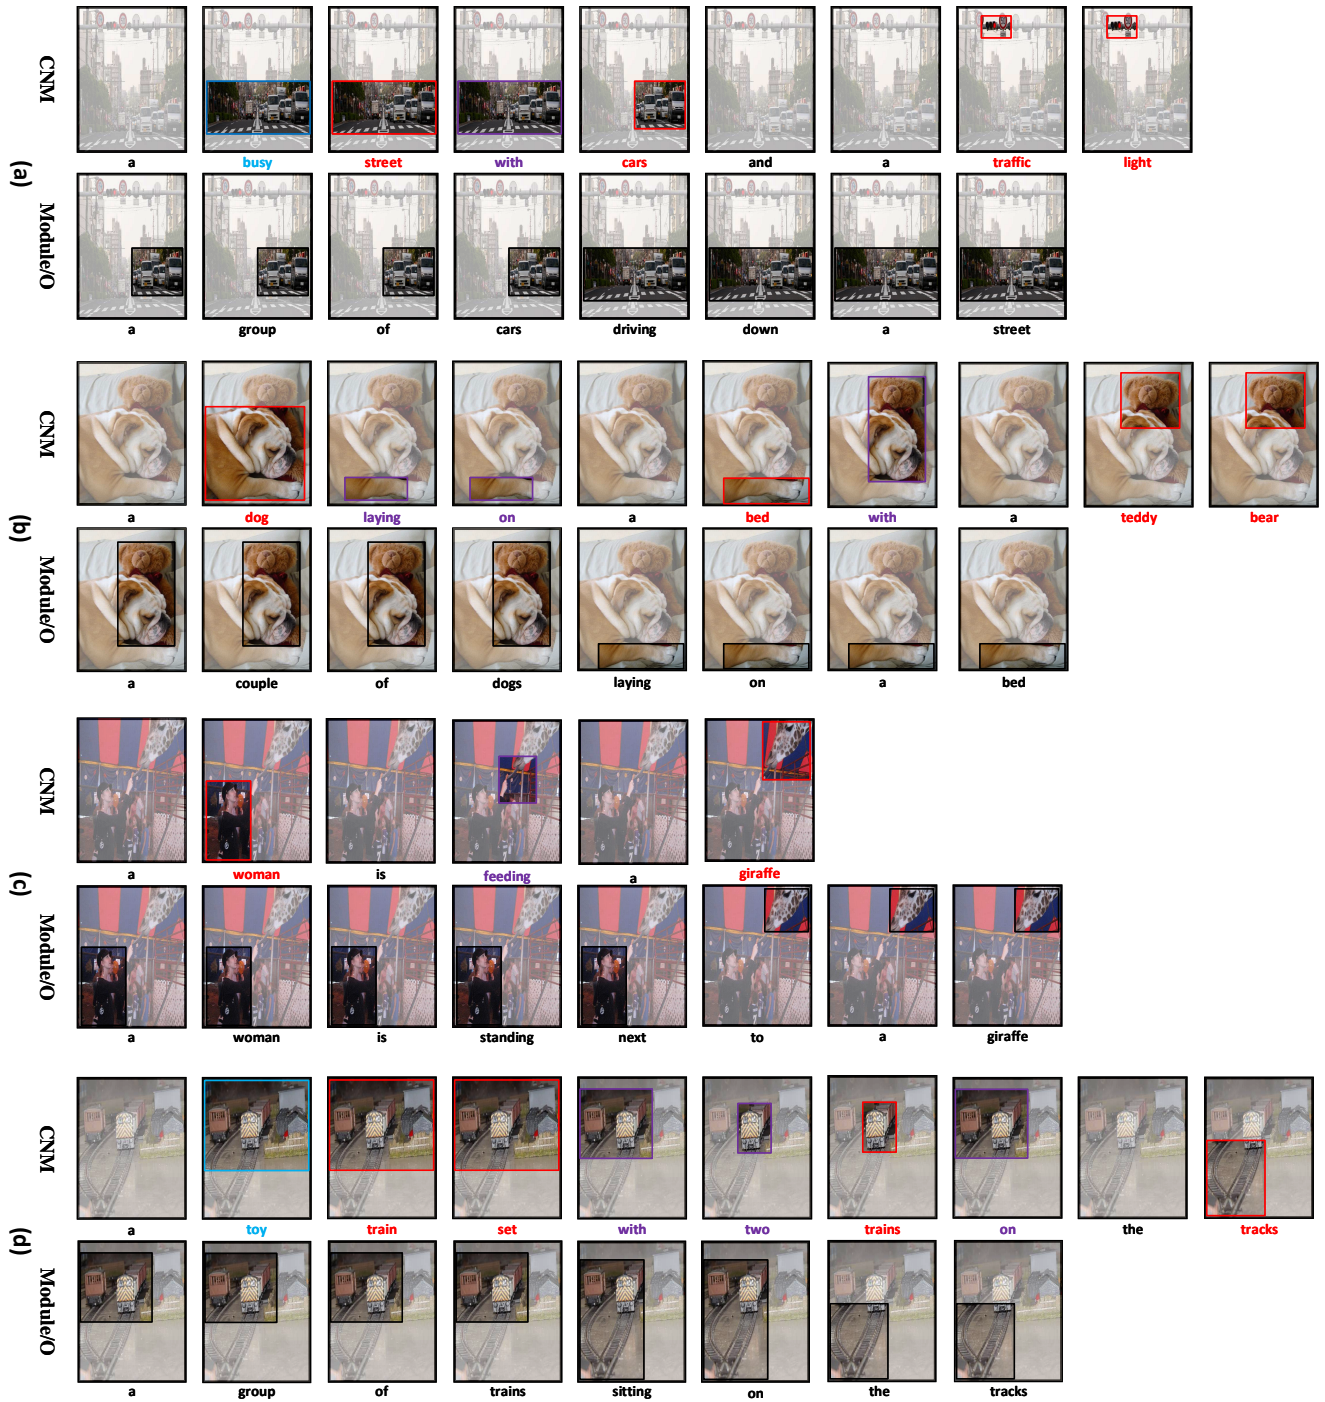 (a)
CNM
a busy street with cars and a traffic light
Module/O
a group of cars driving down a street
(b)
CNM
a dog laying on a bed with a teddy bear
Module/O
a couple of dogs laying on a bed
(c)
CNM
a woman is feeding a giraffe
Module/O
a woman is standing next to a giraffe
(d)
CNM
a toy train set with two trains on the tracks
Module/O
a group of trains sitting on the tracks